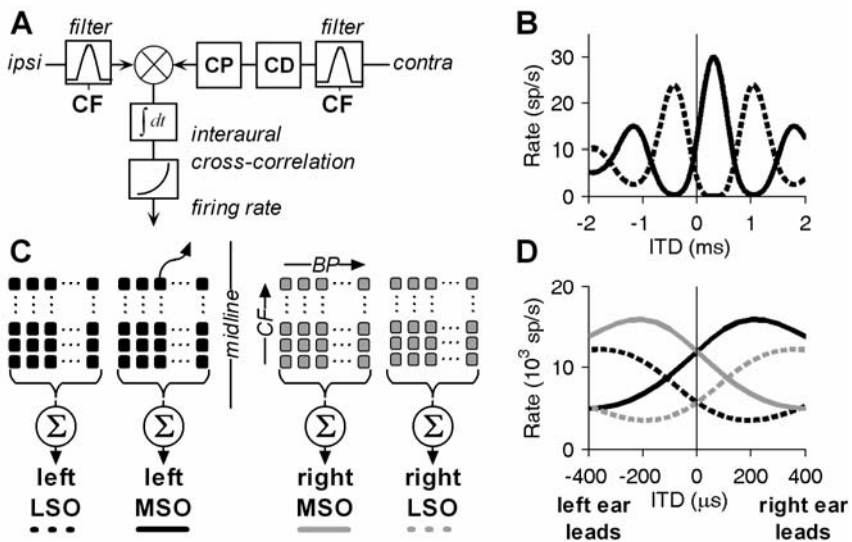 A
filter
filter
ipsi
CP
CD
contra
CF
CF
∫ dt
interaural
cross-correlation
firing rate
B
Rate (sp/s)
30
20
10
0
-2 -1 0 1 2
ITD (ms)
C
midline
BP
CF
Σ Σ Σ Σ
left left right right
LSO MSO MSO LSO
D
Rate (10³ sp/s)
20
10
0
-400 -200 0 200 400
left ear ITD (µs) right ear
leads leads